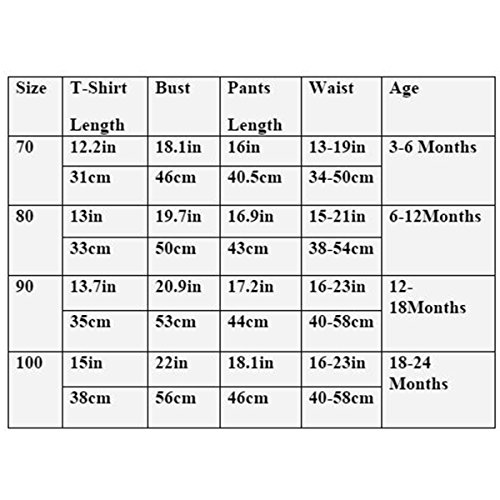 Size T-Shirt Length Bust Pants Length Waist Age
70 12.2in 18.1in 16in 13-19in 3-6 Months
31cm 46cm 40.5cm 34-50cm
80 13in 19.7in 16.9in 15-21in 6-12Months
33cm 50cm 43cm 38-54cm
90 13.7in 20.9in 17.2in 16-23in 12-18Months
35cm 53cm 44cm 40-58cm
100 15in 22in 18.1in 16-23in 18-24 Months
38cm 56cm 46cm 40-58cm